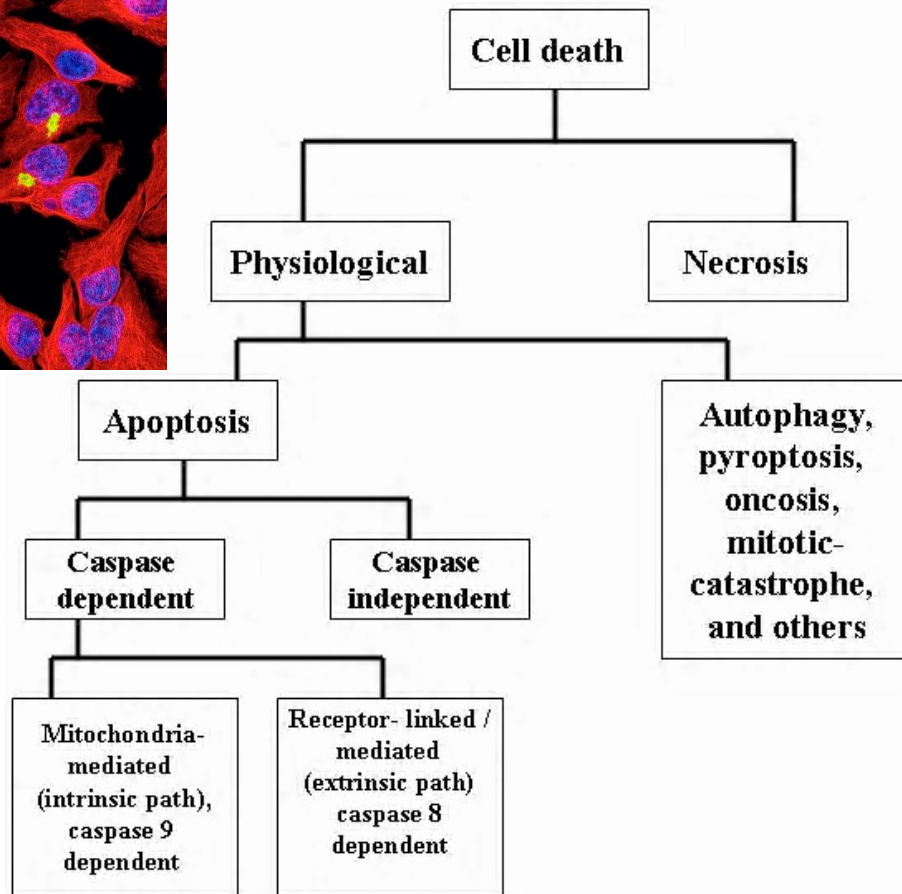 Cell death
Physiological
Necrosis
Apoptosis
Autophagy,
pyroptosis,
oncosis,
mitotic-
catastrophe,
and others
Caspase
dependent
Caspase
independent
Mitochondria-
mediated
(intrinsic path),
caspase 9
dependent
Receptor- linked /
mediated
(extrinsic path)
caspase 8
dependent